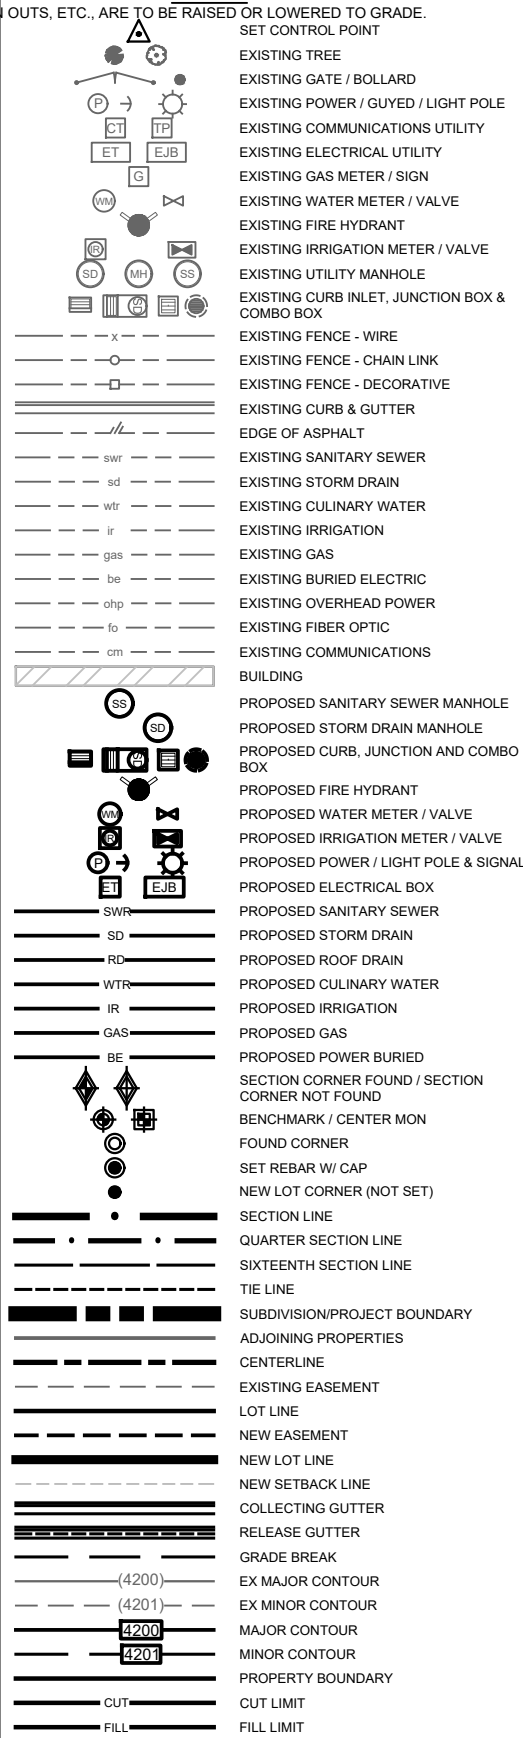 N OUTS, ETC., ARE TO BE RAISED OR LOWERED TO GRADE.
SET CONTROL POINT
EXISTING TREE
EXISTING GATE / BOLLARD
P EXISTING POWER / GUYED / LIGHT POLE
CT TP EXISTING COMMUNICATIONS UTILITY
ET EJB EXISTING ELECTRICAL UTILITY
G EXISTING GAS METER / SIGN
WM EXISTING WATER METER / VALVE
EXISTING FIRE HYDRANT
IR EXISTING IRRIGATION METER / VALVE
SD MH SS EXISTING UTILITY MANHOLE
SD EXISTING CURB INLET, JUNCTION BOX &
COMBO BOX
x EXISTING FENCE - WIRE
EXISTING FENCE - CHAIN LINK
EXISTING FENCE - DECORATIVE
EXISTING CURB & GUTTER
EDGE OF ASPHALT
swr EXISTING SANITARY SEWER
sd EXISTING STORM DRAIN
wtr EXISTING CULINARY WATER
ir EXISTING IRRIGATION
gas EXISTING GAS
be EXISTING BURIED ELECTRIC
ohp EXISTING OVERHEAD POWER
fo EXISTING FIBER OPTIC
cm EXISTING COMMUNICATIONS
BUILDING
SS PROPOSED SANITARY SEWER MANHOLE
SD PROPOSED STORM DRAIN MANHOLE
SD PROPOSED CURB, JUNCTION AND COMBO
BOX
PROPOSED FIRE HYDRANT
WM PROPOSED WATER METER / VALVE
IR PROPOSED IRRIGATION METER / VALVE
P PROPOSED POWER / LIGHT POLE & SIGNAL
ET EJB PROPOSED ELECTRICAL BOX
SWR PROPOSED SANITARY SEWER
SD PROPOSED STORM DRAIN
RD PROPOSED ROOF DRAIN
WTR PROPOSED CULINARY WATER
IR PROPOSED IRRIGATION
GAS PROPOSED GAS
BE PROPOSED POWER BURIED
SECTION CORNER FOUND / SECTION
CORNER NOT FOUND
BENCHMARK / CENTER MON
FOUND CORNER
SET REBAR W/ CAP
NEW LOT CORNER (NOT SET)
SECTION LINE
QUARTER SECTION LINE
SIXTEENTH SECTION LINE
TIE LINE
SUBDIVISION/PROJECT BOUNDARY
ADJOINING PROPERTIES
CENTERLINE
EXISTING EASEMENT
LOT LINE
NEW EASEMENT
NEW LOT LINE
NEW SETBACK LINE
COLLECTING GUTTER
RELEASE GUTTER
GRADE BREAK
(4200) EX MAJOR CONTOUR
(4201) EX MINOR CONTOUR
4200 MAJOR CONTOUR
4201 MINOR CONTOUR
PROPERTY BOUNDARY
CUT CUT LIMIT
FILL FILL LIMIT